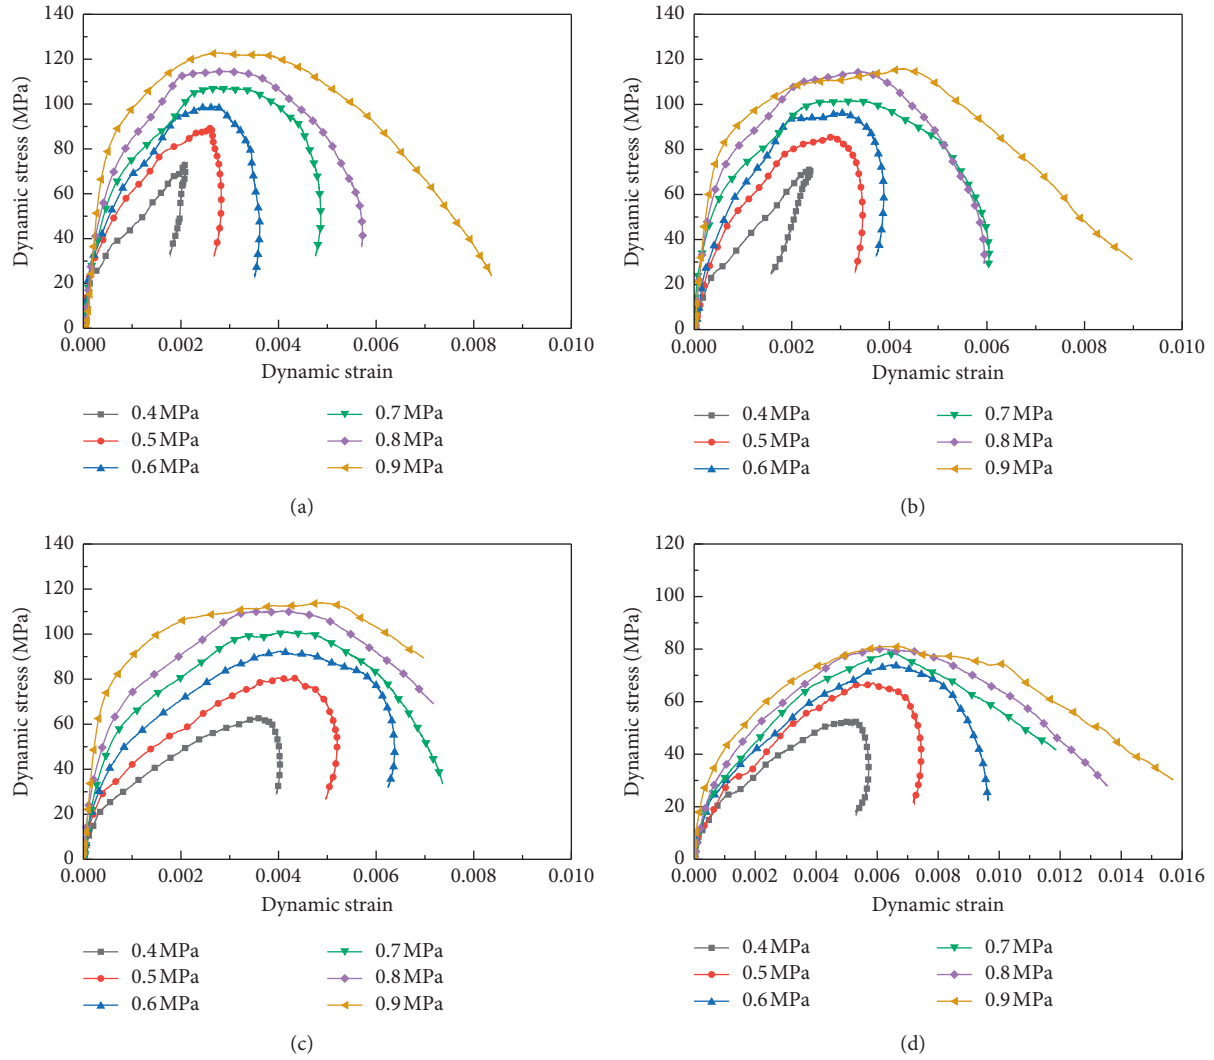 140
120
100
80
60
40
20
0
Dynamic stress (MPa)
0.000 0.002 0.004 0.006 0.008 0.010
Dynamic strain
0.4 MPa 0.7 MPa
0.5 MPa 0.8 MPa
0.6 MPa 0.9 MPa
(a)
140
120
100
80
60
40
20
0
Dynamic stress (MPa)
0.000 0.002 0.004 0.006 0.008 0.010
Dynamic strain
0.4 MPa 0.7 MPa
0.5 MPa 0.8 MPa
0.6 MPa 0.9 MPa
(b)
140
120
100
80
60
40
20
0
Dynamic stress (MPa)
0.000 0.002 0.004 0.006 0.008 0.010
Dynamic strain
0.4 MPa 0.7 MPa
0.5 MPa 0.8 MPa
0.6 MPa 0.9 MPa
(c)
120
100
80
60
40
20
0
Dynamic stress (MPa)
0.000 0.002 0.004 0.006 0.008 0.010 0.012 0.014 0.016
Dynamic strain
0.4 MPa 0.7 MPa
0.5 MPa 0.8 MPa
0.6 MPa 0.9 MPa
(d)